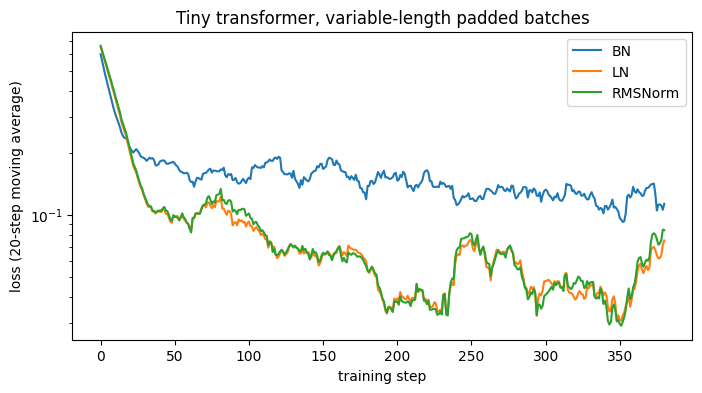 Tiny transformer, variable-length padded batches
BN
LN
RMSNorm
loss (20-step moving average)
10⁻¹
0 50 100 150 200 250 300 350
training step